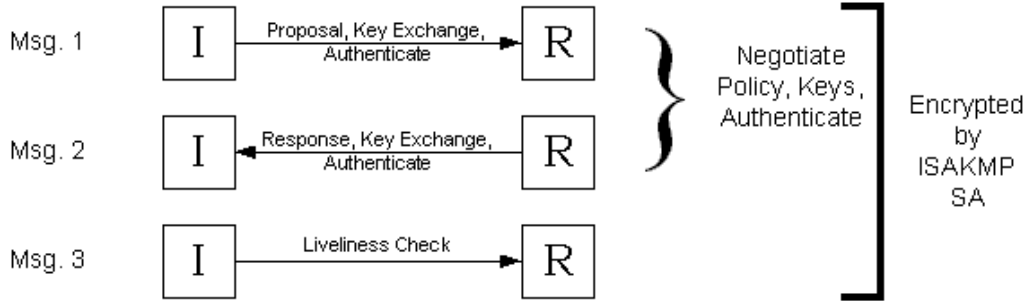 Msg. 1
I
Proposal, Key Exchange,
Authenticate
R
Negotiate
Policy, Keys,
Authenticate
Encrypted
by
ISAKMP
SA
Msg. 2
I
Response, Key Exchange,
Authenticate
R
Msg. 3
I
Liveliness Check
R